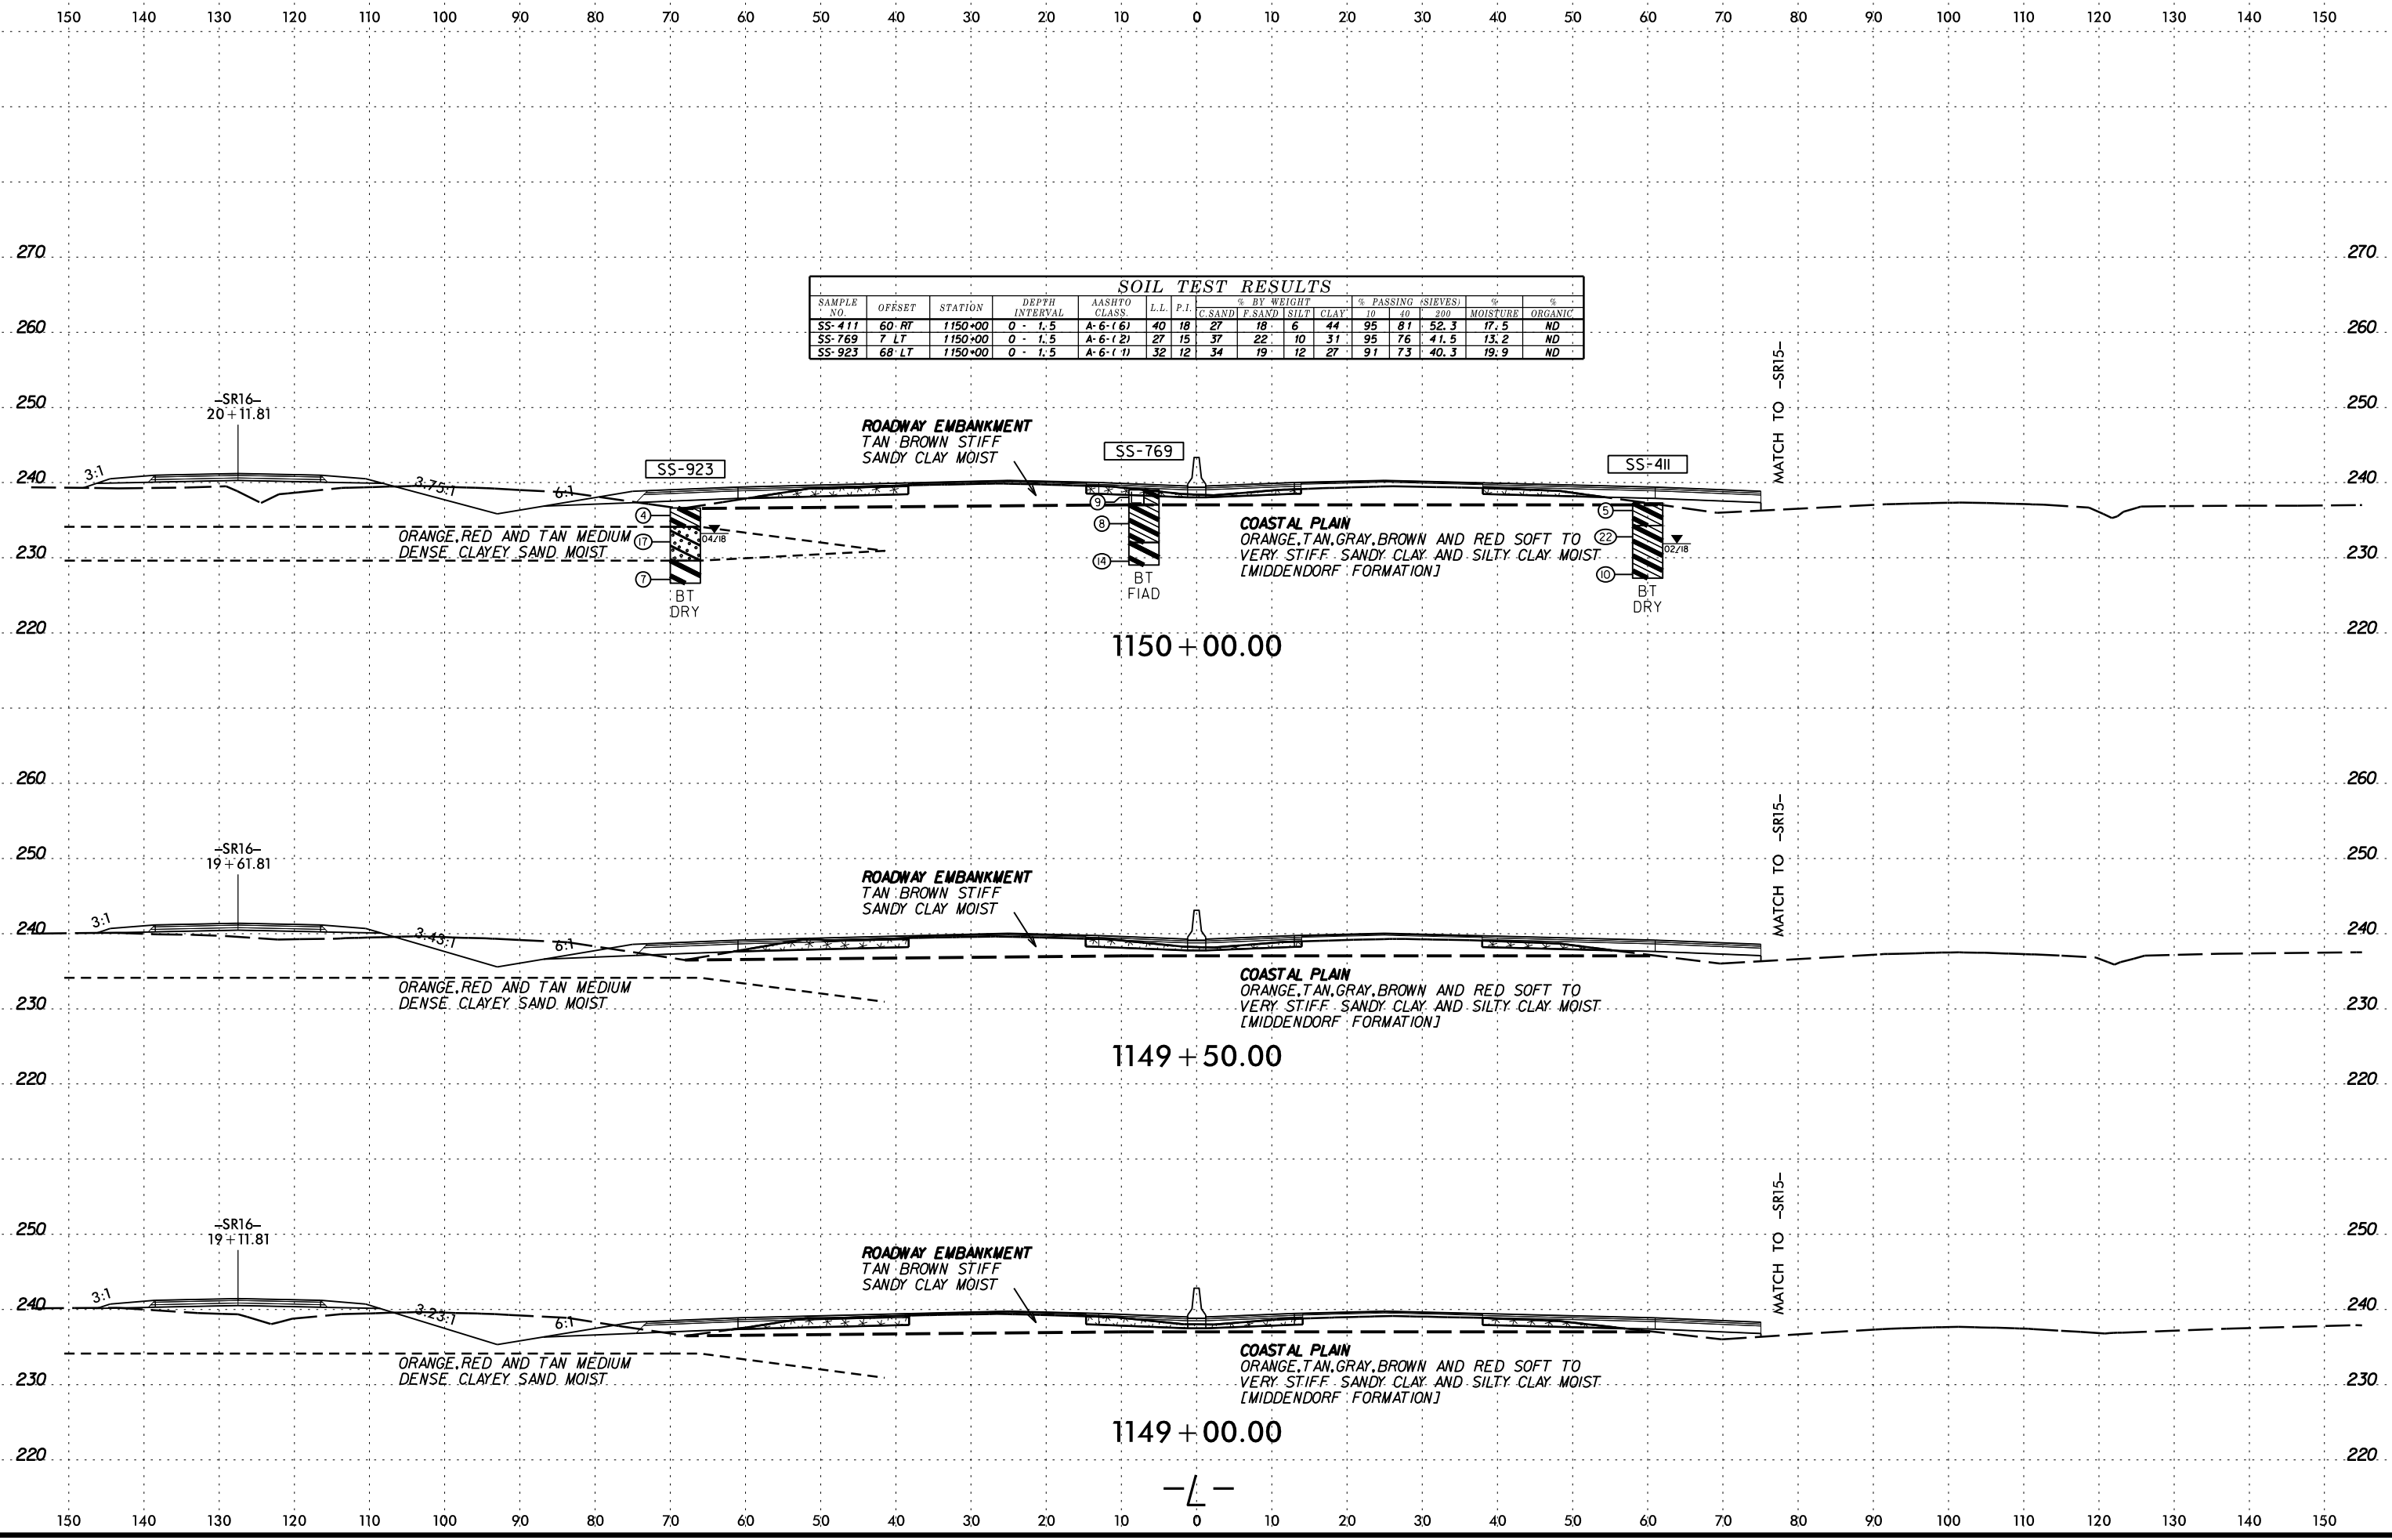 150 140 130 120 110 100 90 80 70 60 50 40 30 20 10 0 10 20 30 40 50 60 70 80 90 100 110 120 130 140 150
270 270
SOIL TEST RESULTS
SAMPLE NO. OFFSET STATION DEPTH INTERVAL AASHTO CLASS. L.L. P.I. % BY WEIGHT % PASSING (SIEVES) % MOISTURE % ORGANIC
C.SAND F.SAND SILT CLAY 10 40 200
SS-411 60 RT 1150+00 0 - 1.5 A-6-(6) 40 18 27 18 6 44 95 81 52.3 17.5 ND
SS-769 7 LT 1150+00 0 - 1.5 A-6-(2) 27 15 37 22 10 31 95 76 41.5 13.2 ND
SS-923 68 LT 1150+00 0 - 1.5 A-6-(1) 32 12 34 19 12 27 91 73 40.3 19.9 ND
260 260
MATCH TO -SR15-
250 250
-SR16-
20+11.81
ROADWAY EMBANKMENT
TAN BROWN STIFF
SANDY CLAY MOIST
SS-923
SS-769
SS-411
240 240
3:1
3.75:1
6:1
9
4
8
5
17
14
22
7
10
04/18
02/18
ORANGE,RED AND TAN MEDIUM
DENSE CLAYEY SAND MOIST
COASTAL PLAIN
ORANGE,TAN,GRAY,BROWN AND RED SOFT TO
VERY STIFF SANDY CLAY AND SILTY CLAY MOIST
[MIDDENDORF FORMATION]
230 230
BT
DRY
BT
FIAD
BT
DRY
220 220
1150+00.00
260 260
MATCH TO -SR15-
250 250
-SR16-
19+61.81
ROADWAY EMBANKMENT
TAN BROWN STIFF
SANDY CLAY MOIST
240 240
3:1
3.43:1
6:1
ORANGE,RED AND TAN MEDIUM
DENSE CLAYEY SAND MOIST
COASTAL PLAIN
ORANGE,TAN,GRAY,BROWN AND RED SOFT TO
VERY STIFF SANDY CLAY AND SILTY CLAY MOIST
[MIDDENDORF FORMATION]
230 230
1149+50.00
220 220
MATCH TO -SR15-
250 250
-SR16-
19+11.81
ROADWAY EMBANKMENT
TAN BROWN STIFF
SANDY CLAY MOIST
240 240
3:1
3.23:1
6:1
ORANGE,RED AND TAN MEDIUM
DENSE CLAYEY SAND MOIST
COASTAL PLAIN
ORANGE,TAN,GRAY,BROWN AND RED SOFT TO
VERY STIFF SANDY CLAY AND SILTY CLAY MOIST
[MIDDENDORF FORMATION]
230 230
1149+00.00
220 220
-L-
150 140 130 120 110 100 90 80 70 60 50 40 30 20 10 0 10 20 30 40 50 60 70 80 90 100 110 120 130 140 150